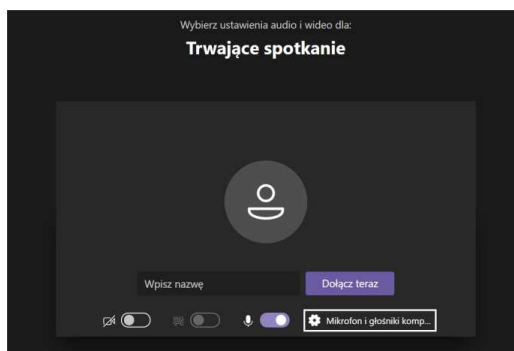 Wybierz ustawienia audio i wideo dla:
Trwające spotkanie
Wpisz nazwę
Dołącz teraz
Mikrofon i głośniki komp...